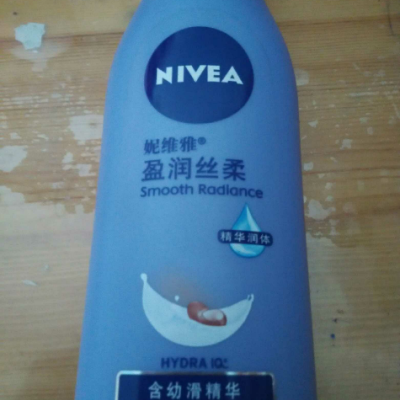 NIVEA
妮维雅®
盈润丝柔
Smooth Radiance
精华润体
HYDRA IQ™
含幼滑精华